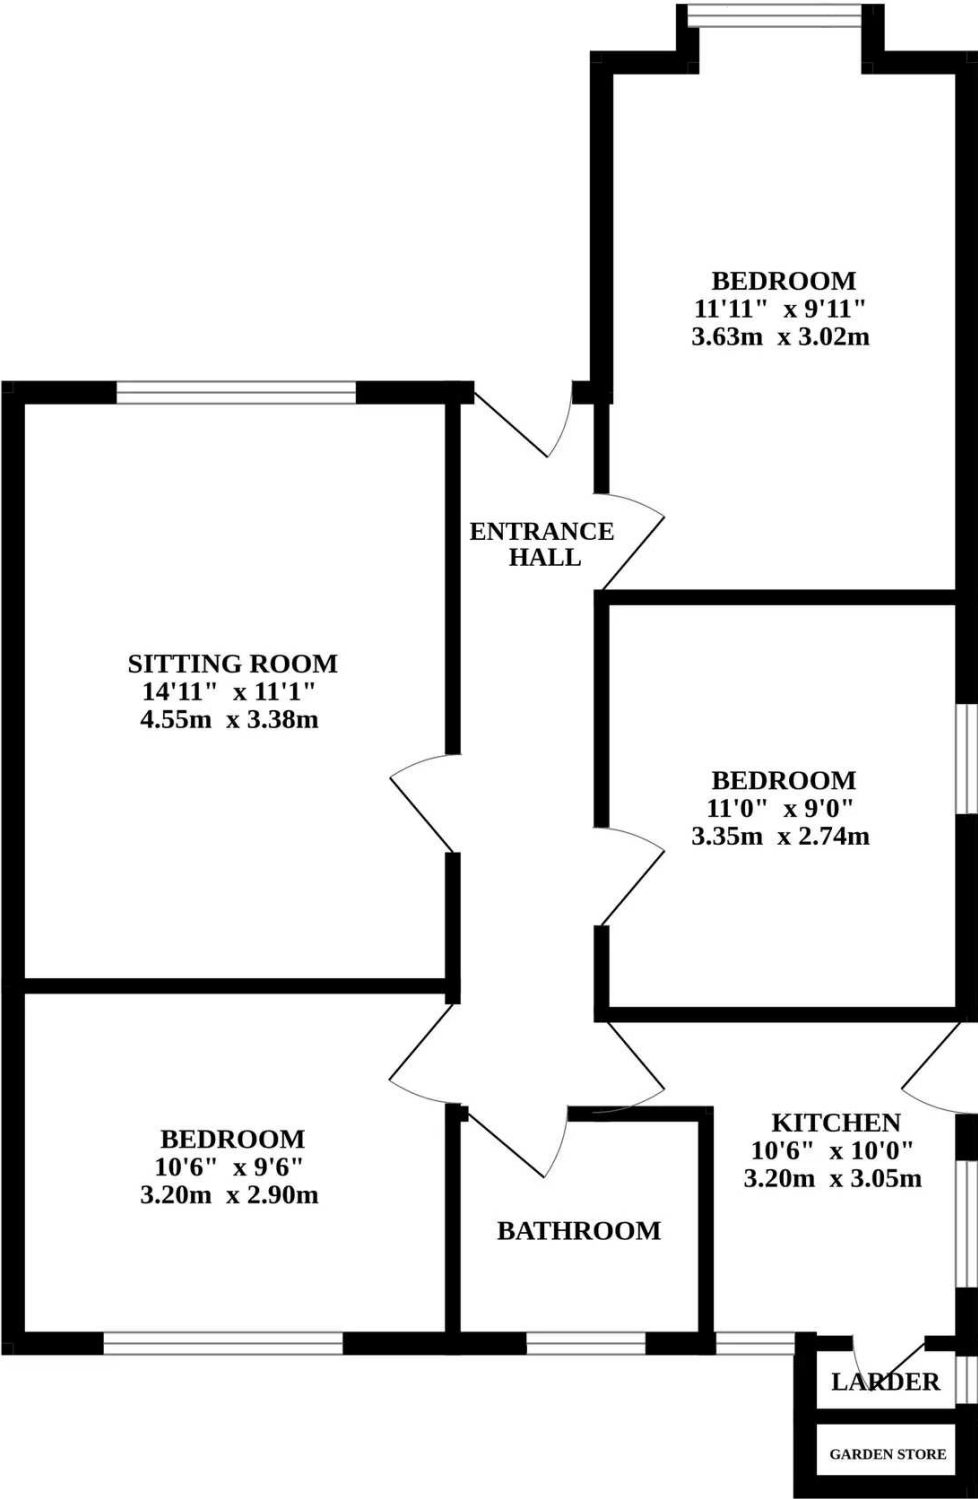 BEDROOM
11'11" x 9'11"
3.63m x 3.02m
ENTRANCE
HALL
SITTING ROOM
14'11" x 11'1"
4.55m x 3.38m
BEDROOM
11'0" x 9'0"
3.35m x 2.74m
BEDROOM
10'6" x 9'6"
3.20m x 2.90m
KITCHEN
10'6" x 10'0"
3.20m x 3.05m
BATHROOM
LARDER
GARDEN STORE